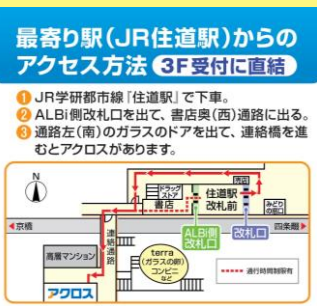 最寄り駅(JR住道駅)からの
アクセス方法 3F受付に直結
❶ JR学研都市線『住道駅』で下車。
❷ ALBi側改札口を出て、書店奥(西)通路に出る。
❸ 通路左(南)のガラスのドアを出て、連絡橋を進
むとアクロスがあります。
N
ドラッグ
ストア
書店
住道駅
改札前
売店
みどり
の窓口
京橋
四条畷
ALBi側
改札口
改札口
連絡通路
高層マンション
terra
(ガラスの卵)
コンビニ
など
通行時間制限有
アクロス